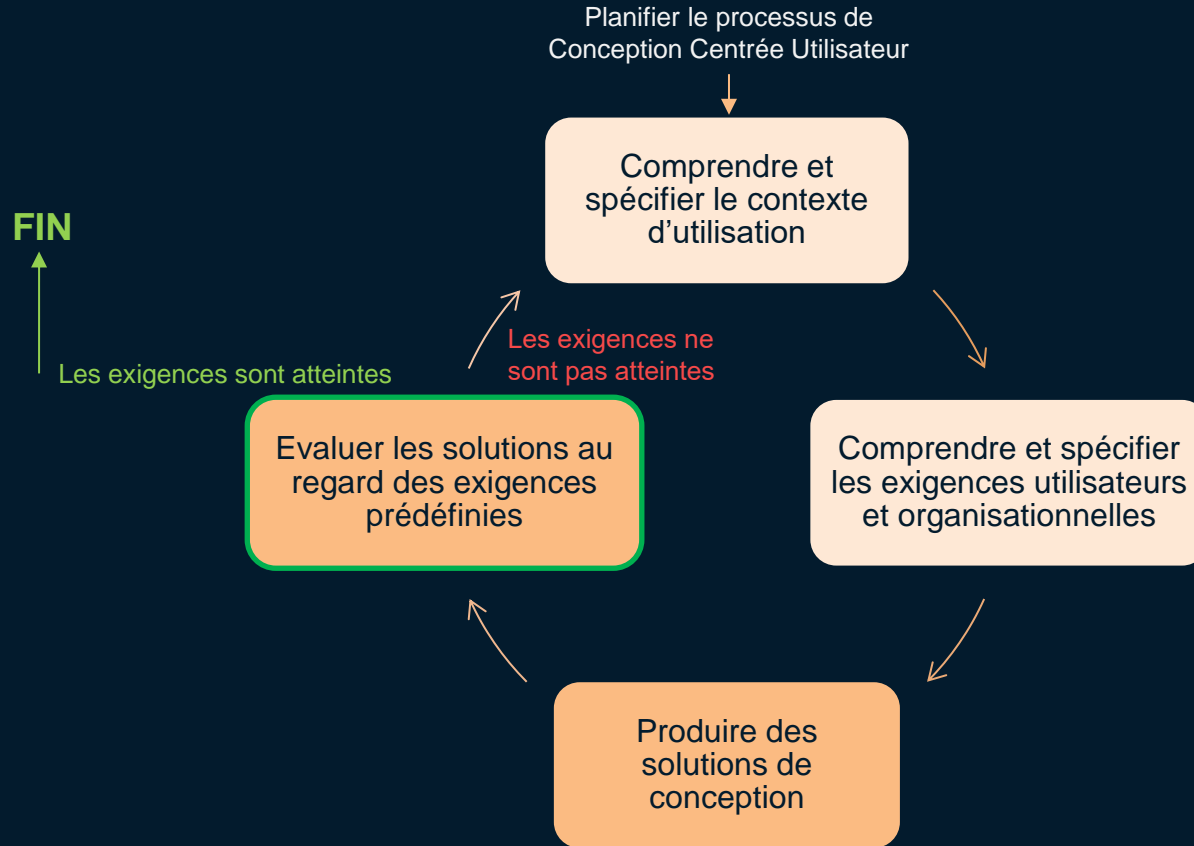 Planifier le processus de
Conception Centrée Utilisateur
Comprendre et
spécifier le contexte
d’utilisation
FIN
Les exigences ne
sont pas atteintes
Les exigences sont atteintes
Evaluer les solutions au
regard des exigences
prédéfinies
Comprendre et spécifier
les exigences utilisateurs
et organisationnelles
Produire des
solutions de
conception